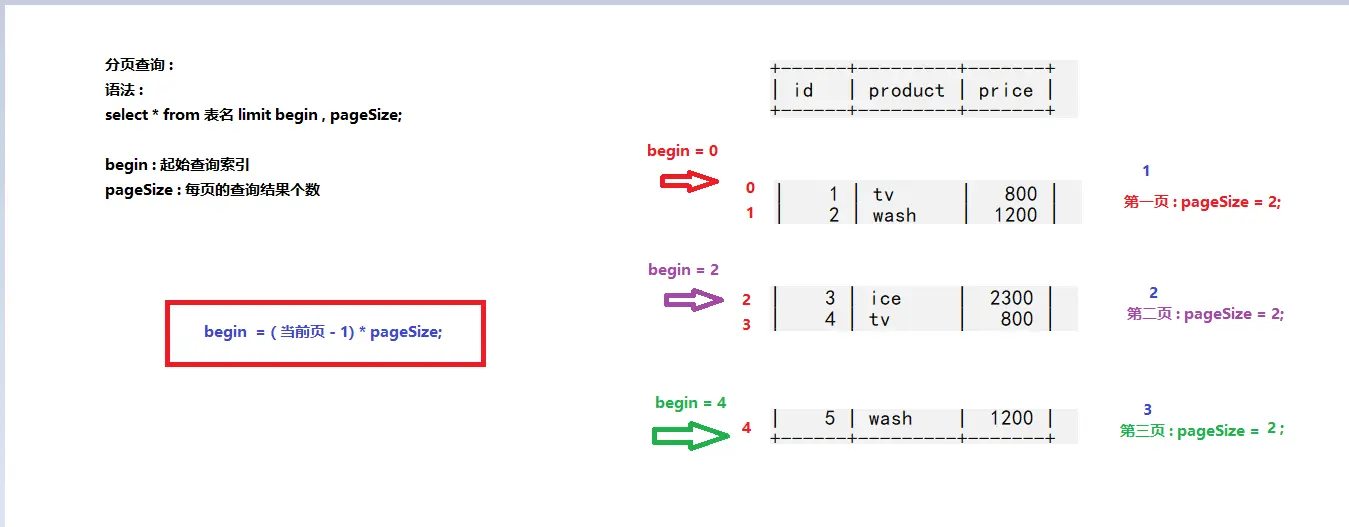 分页查询 :
语法 :
select * from 表名 limit begin , pageSize;
begin : 起始查询索引
pageSize : 每页的查询结果个数
begin = ( 当前页 - 1) * pageSize;
+------+---------+-------+
| id | product | price |
+------+---------+-------+
begin = 0
1
0 | 1 | tv | 800 |
第一页 : pageSize = 2;
1 | 2 | wash | 1200 |
begin = 2
2
2 | 3 | ice | 2300 |
第二页 : pageSize = 2;
3 | 4 | tv | 800 |
begin = 4
3
4 | 5 | wash | 1200 |
第三页 : pageSize = 2 ;
+------+---------+-------+